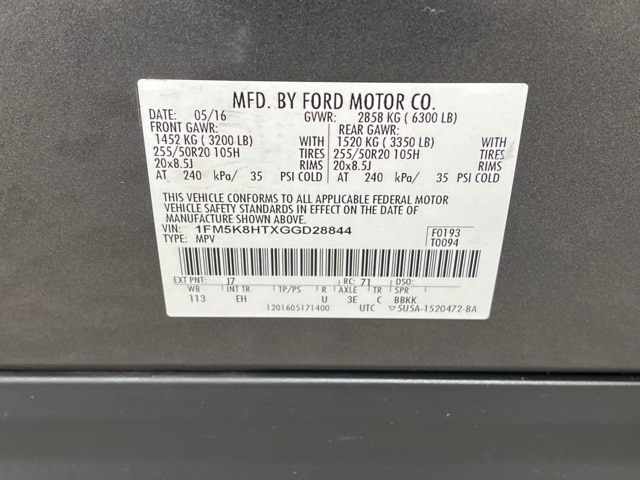 MFD. BY FORD MOTOR CO.
DATE: 05/16 GVWR: 2858 KG ( 6300 LB)
FRONT GAWR: REAR GAWR:
1452 KG ( 3200 LB) WITH 1520 KG ( 3350 LB) WITH
255/50R20 105H TIRES 255/50R20 105H TIRES
20x8.5J RIMS 20x8.5J RIMS
AT 240 kPa/ 35 PSI COLD AT 240 kPa/ 35 PSI COLD
THIS VEHICLE CONFORMS TO ALL APPLICABLE FEDERAL MOTOR
VEHICLE SAFETY STANDARDS IN EFFECT ON THE DATE OF
MANUFACTURE SHOWN ABOVE.
VIN: 1FM5K8HTXGGD28844 F0193
TYPE: MPV T0094
EXT PNT: J7 RC: 71 DSO:
WB INT TR TP/PS R AXLE TR SPR
113 EH U 3E C BBKK
1201605171400 UTC ▽5U5A-1520472-BA